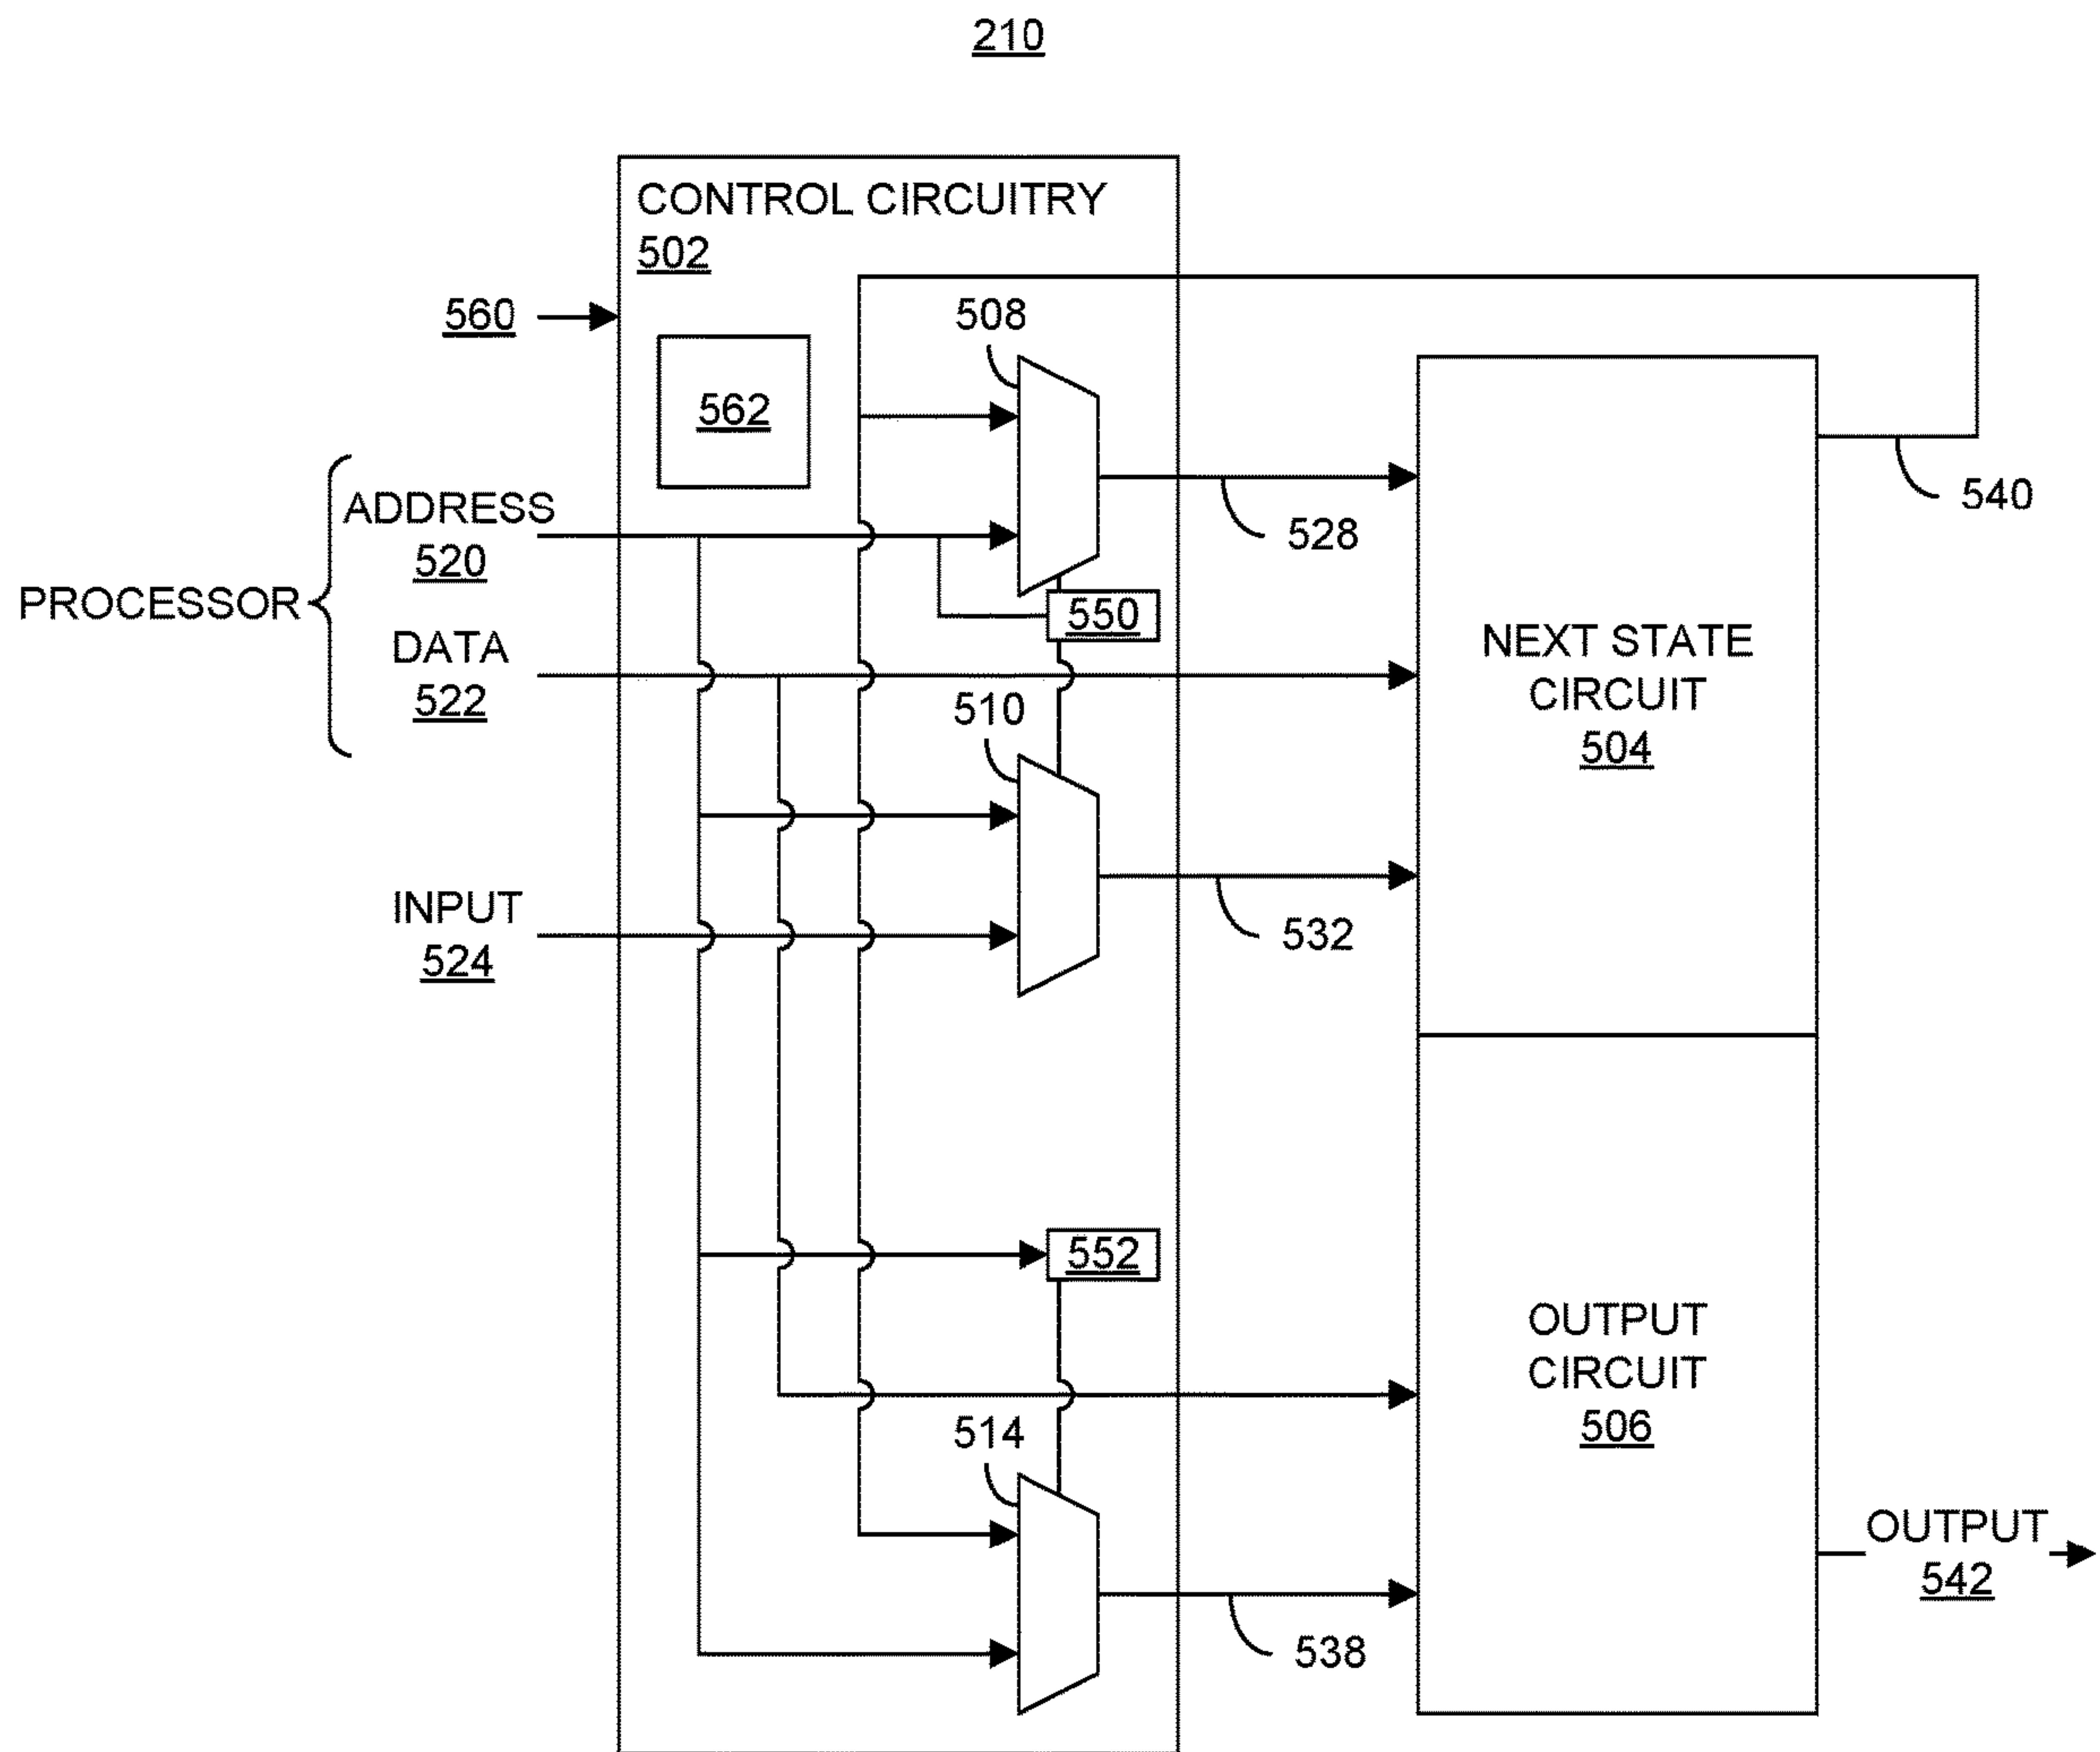 210
CONTROL CIRCUITRY
502
560
508
562
540
ADDRESS
520
528
PROCESSOR
550
DATA
522
NEXT STATE
CIRCUIT
504
510
INPUT
524
532
552
OUTPUT
CIRCUIT
506
514
OUTPUT
542
538